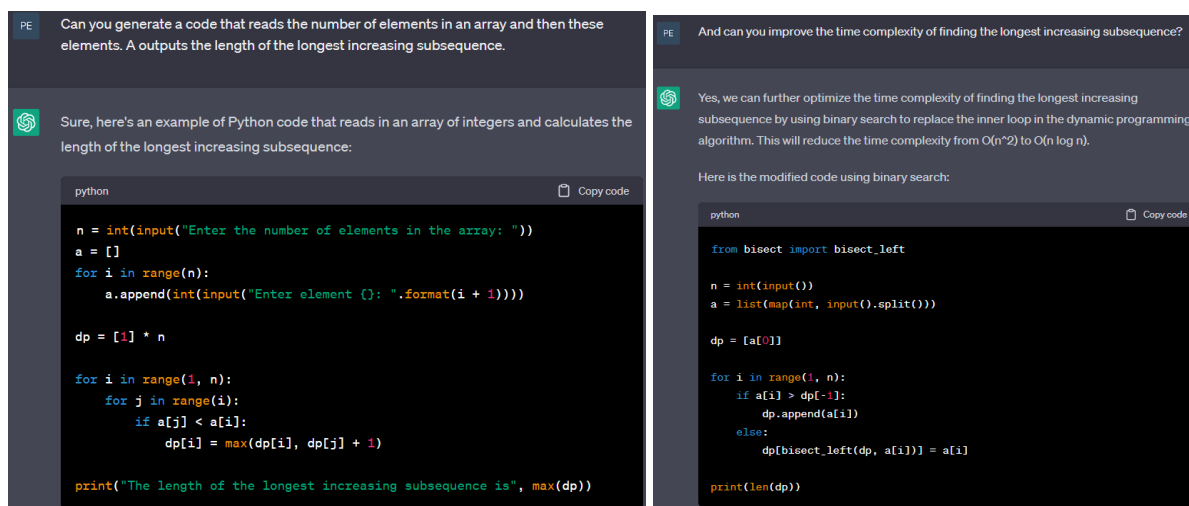 PE
Can you generate a code that reads the number of elements in an array and then these
elements. A outputs the length of the longest increasing subsequence.
Sure, here's an example of Python code that reads in an array of integers and calculates the
length of the longest increasing subsequence:
python
Copy code
n = int(input("Enter the number of elements in the array: "))
a = []
for i in range(n):
    a.append(int(input("Enter element {}: ".format(i + 1))))
dp = [1] * n
for i in range(1, n):
    for j in range(i):
        if a[j] < a[i]:
            dp[i] = max(dp[i], dp[j] + 1)
print("The length of the longest increasing subsequence is", max(dp))
PE
And can you improve the time complexity of finding the longest increasing subsequence?
Yes, we can further optimize the time complexity of finding the longest increasing
subsequence by using binary search to replace the inner loop in the dynamic programming
algorithm. This will reduce the time complexity from O(n^2) to O(n log n).
Here is the modified code using binary search:
python
Copy code
from bisect import bisect_left
n = int(input())
a = list(map(int, input().split()))
dp = [a[0]]
for i in range(1, n):
    if a[i] > dp[-1]:
        dp.append(a[i])
    else:
        dp[bisect_left(dp, a[i])] = a[i]
print(len(dp))